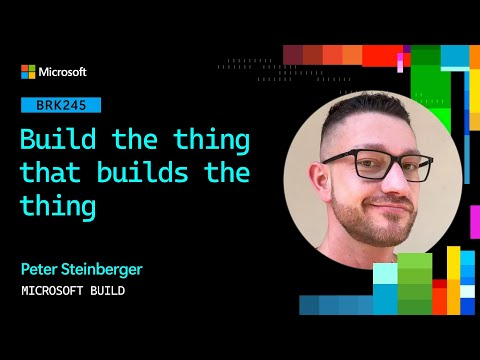 Microsoft
BRK245
Build the thing
that builds the
thing
Peter Steinberger
MICROSOFT BUILD